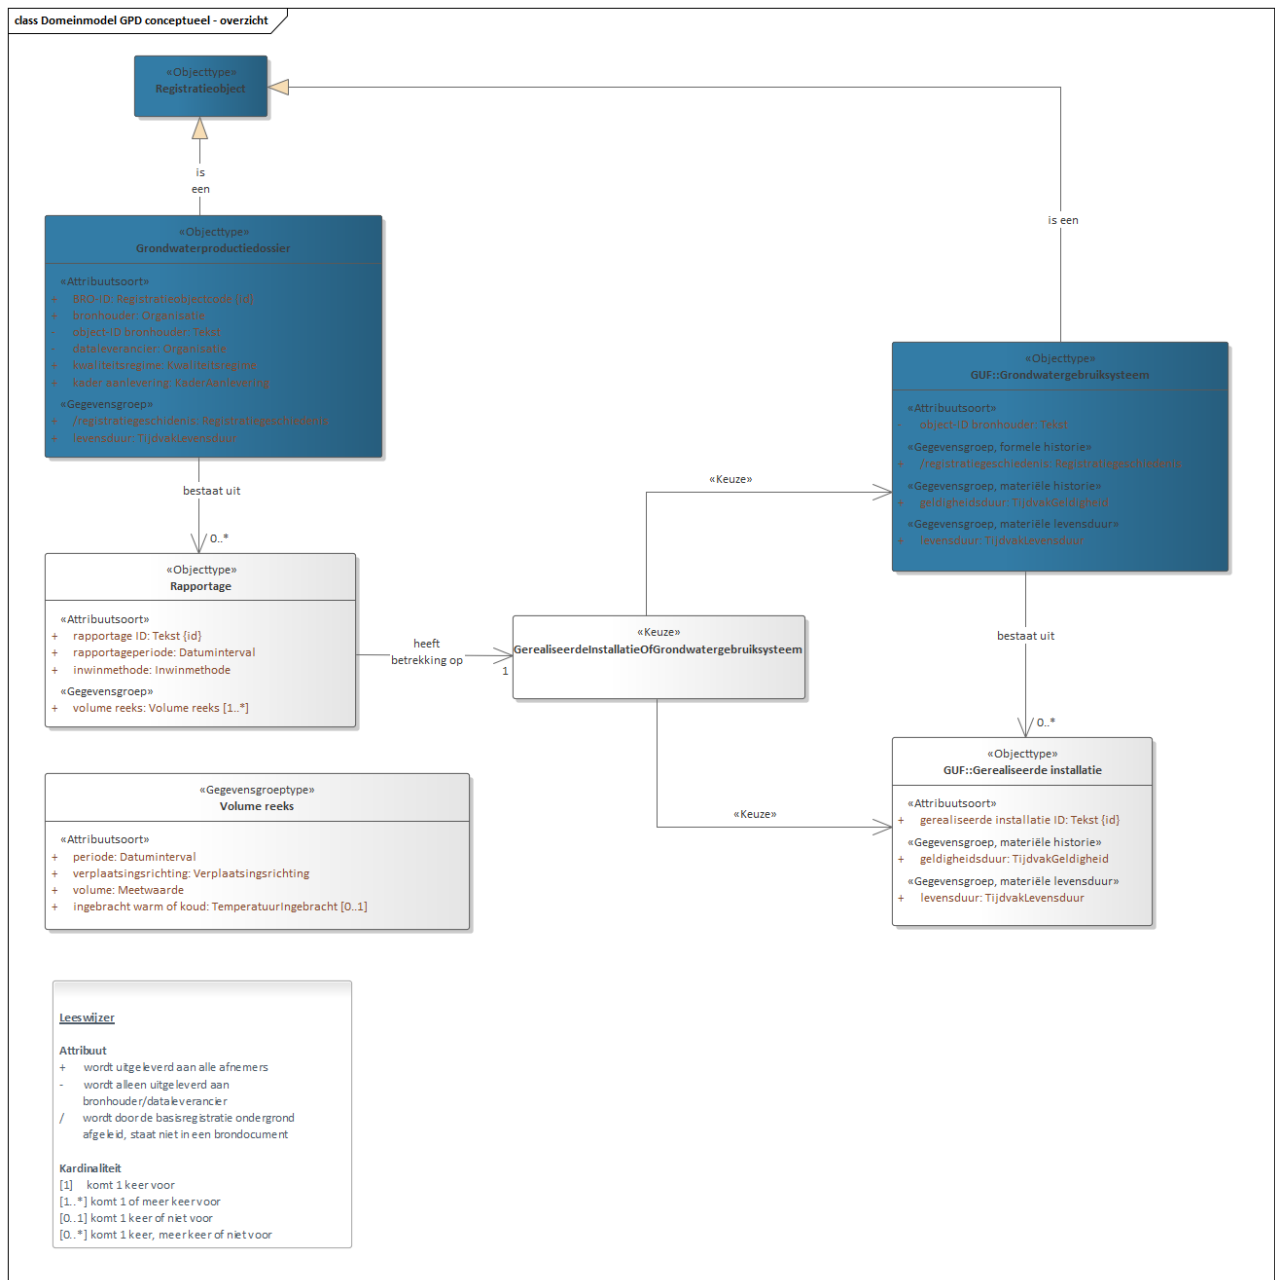 class Domeinmodel GPD conceptueel - overzicht
«Objecttype»
Registratieobject
is
een
is een
«Objecttype»
Grondwaterproductiedossier
«Attribuutsoort»
+ BRO-ID: Registratieobjectcode {id}
+ bronhouder: Organisatie
- object-ID bronhouder: Tekst
- dataleverancier: Organisatie
+ kwaliteitsregime: Kwaliteitsregime
+ kader aanlevering: KaderAanlevering
«Gegevensgroep»
+ /registratiegeschidenis: Registratiegeschiedenis
+ levensduur: TijdvakLevensduur
bestaat uit
0..*
«Objecttype»
GUF::Grondwatergebruiksysteem
«Attribuutsoort»
- object-ID bronhouder: Tekst
«Gegevensgroep, formele historie»
+ /registratiegeschiedenis: Registratiegeschiedenis
«Gegevensgroep, materiële historie»
+ geldigheidsduur: TijdvakGeldigheid
«Gegevensgroep, materiële levensduur»
+ levensduur: TijdvakLevensduur
«Keuze»
«Objecttype»
Rapportage
«Attribuutsoort»
+ rapportage ID: Tekst {id}
+ rapportageperiode: Datuminterval
+ inwinmethode: Inwinmethode
«Gegevensgroep»
+ volume reeks: Volume reeks [1..*]
heeft
betrekking op
1
«Keuze»
GerealiseerdeInstallatieOfGrondwatergebruiksysteem
bestaat uit
0..*
«Keuze»
«Objecttype»
GUF::Gerealiseerde installatie
«Attribuutsoort»
+ gerealiseerde installatie ID: Tekst {id}
«Gegevensgroep, materiële historie»
+ geldigheidsduur: TijdvakGeldigheid
«Gegevensgroep, materiële levensduur»
+ levensduur: TijdvakLevensduur
«Gegevensgroeptype»
Volume reeks
«Attribuutsoort»
+ periode: Datuminterval
+ verplaatsingsrichting: Verplaatsingsrichting
+ volume: Meetwaarde
+ ingebracht warm of koud: TemperatuurIngebracht [0..1]
Leeswijzer
Attribuut
+ wordt uitgeleverd aan alle afnemers
- wordt alleen uitgeleverd aan
bronhouder/dataleverancier
/ wordt door de basisregistratie ondergrond
afgeleid, staat niet in een brondocument
Kardinaliteit
[1] komt 1 keer voor
[1..*] komt 1 of meer keer voor
[0..1] komt 1 keer of niet voor
[0..*] komt 1 keer, meer keer of niet voor